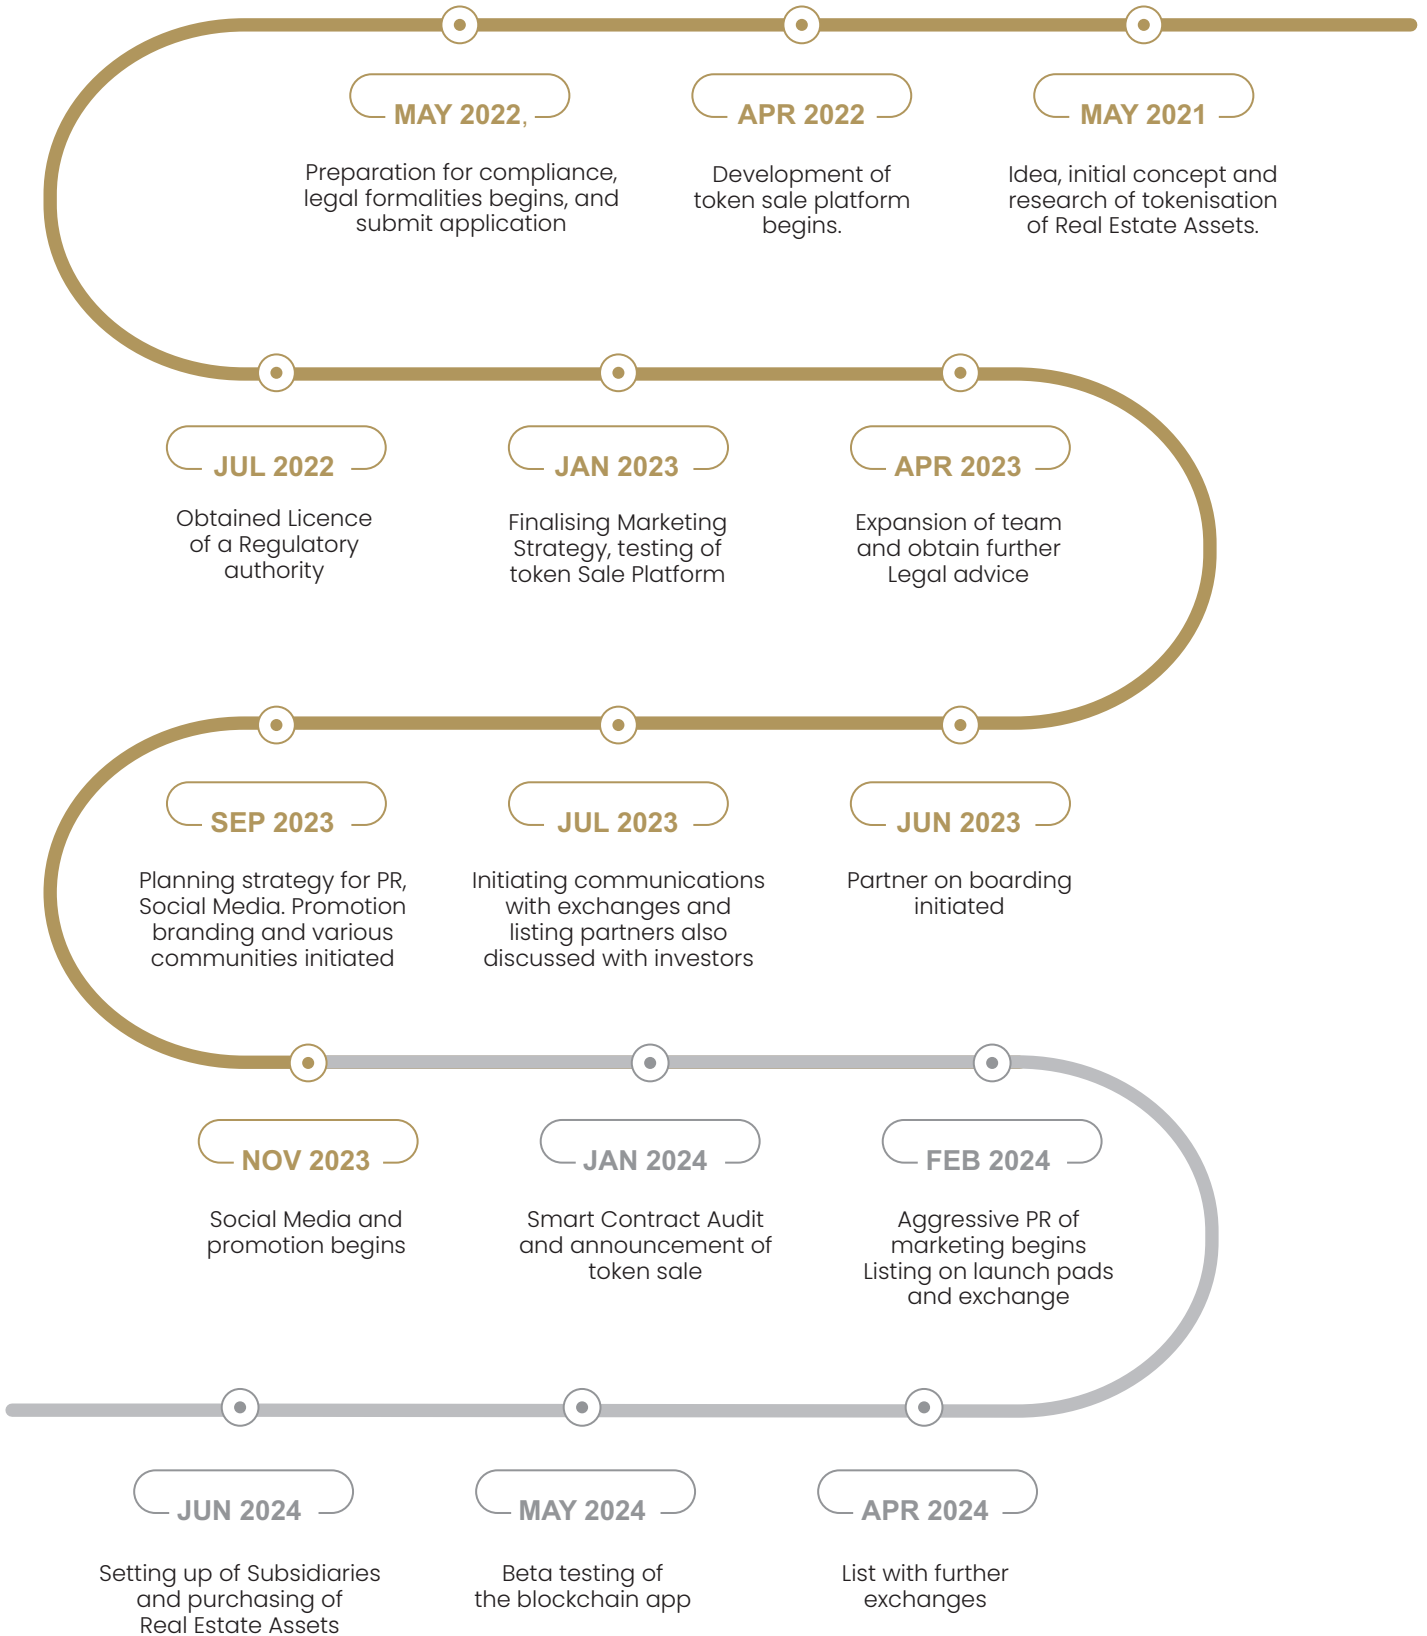 MAY 2022,
Preparation for compliance,
legal formalities begins, and
submit application
APR 2022
Development of
token sale platform
begins.
MAY 2021
Idea, initial concept and
research of tokenisation
of Real Estate Assets.
JUL 2022
Obtained Licence
of a Regulatory
authority
JAN 2023
Finalising Marketing
Strategy, testing of
token Sale Platform
APR 2023
Expansion of team
and obtain further
Legal advice
SEP 2023
Planning strategy for PR,
Social Media. Promotion
branding and various
communities initiated
JUL 2023
Initiating communications
with exchanges and
listing partners also
discussed with investors
JUN 2023
Partner on boarding
initiated
NOV 2023
Social Media and
promotion begins
JAN 2024
Smart Contract Audit
and announcement of
token sale
FEB 2024
Aggressive PR of
marketing begins
Listing on launch pads
and exchange
JUN 2024
Setting up of Subsidiaries
and purchasing of
Real Estate Assets
MAY 2024
Beta testing of
the blockchain app
APR 2024
List with further
exchanges